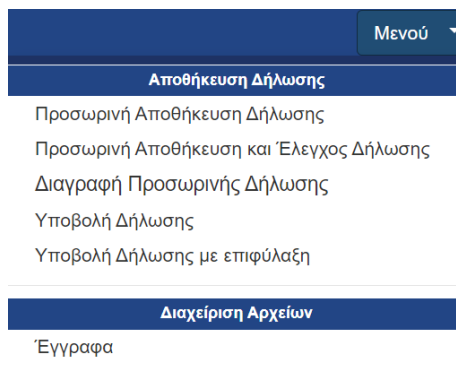 Μενού
Αποθήκευση Δήλωσης
Προσωρινή Αποθήκευση Δήλωσης
Προσωρινή Αποθήκευση και Έλεγχος Δήλωσης
Διαγραφή Προσωρινής Δήλωσης
Υποβολή Δήλωσης
Υποβολή Δήλωσης με επιφύλαξη
Διαχείριση Αρχείων
Έγγραφα